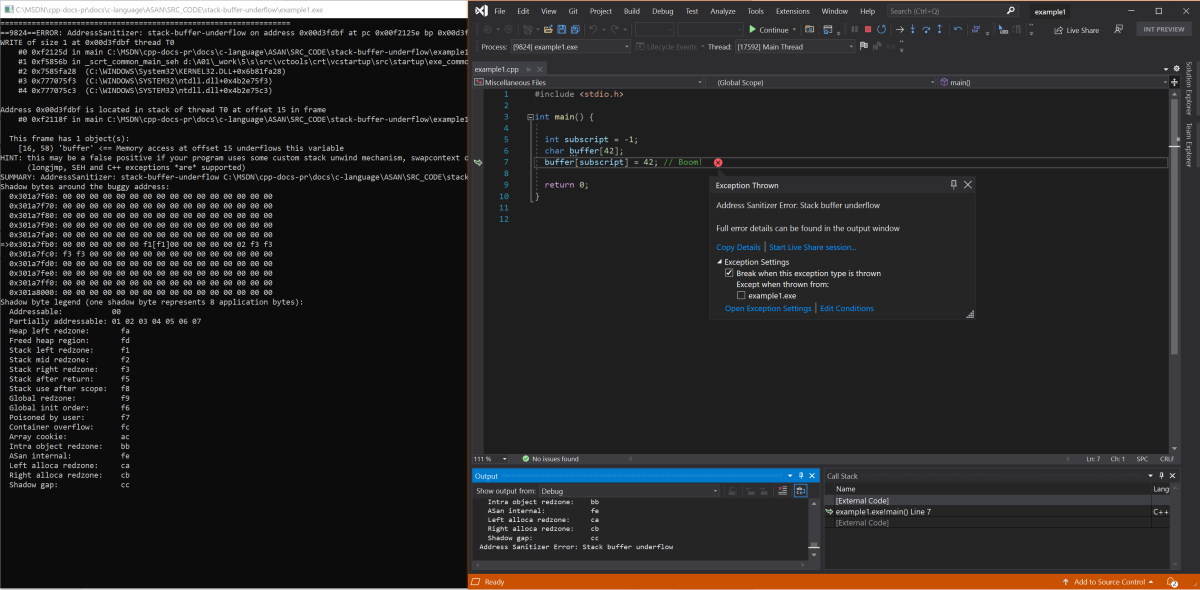 C:\MSDN\cpp-docs-pr\docs\c-language\ASAN\SRC_CODE\stack-buffer-underflow\example1.exe
=================================================================
==9824==ERROR: AddressSanitizer: stack-buffer-underflow on address 0x00d3fdbf at pc 0x00f2125e bp 0x00d3f
WRITE of size 1 at 0x00d3fdbf thread T0
#0 0xf2125d in main C:\MSDN\cpp-docs-pr\docs\c-language\ASAN\SRC_CODE\stack-buffer-underflow\example1
#1 0xf5856b in _scrt_common_main_seh d:\A01\_work\5\s\src\vctools\crt\vcstartup\src\startup\exe_commo
#2 0x7585fa28 (C:\WINDOWS\System32\KERNEL32.DLL+0x6b81fa28)
#3 0x777075f3 (C:\WINDOWS\SYSTEM32\ntdll.dll+0x4b2e75f3)
#4 0x777075c3 (C:\WINDOWS\SYSTEM32\ntdll.dll+0x4b2e75c3)
Address 0x00d3fdbf is located in stack of thread T0 at offset 15 in frame
#0 0xf2118f in main C:\MSDN\cpp-docs-pr\docs\c-language\ASAN\SRC_CODE\stack-buffer-underflow\example1
This frame has 1 object(s):
[16, 58) 'buffer' <== Memory access at offset 15 underflows this variable
HINT: this may be a false positive if your program uses some custom stack unwind mechanism, swapcontext o
(longjmp, SEH and C++ exceptions *are* supported)
SUMMARY: AddressSanitizer: stack-buffer-underflow C:\MSDN\cpp-docs-pr\docs\c-language\ASAN\SRC_CODE\stack
Shadow bytes around the buggy address:
0x301a7f60: 00 00 00 00 00 00 00 00 00 00 00 00 00 00 00 00
0x301a7f70: 00 00 00 00 00 00 00 00 00 00 00 00 00 00 00 00
0x301a7f80: 00 00 00 00 00 00 00 00 00 00 00 00 00 00 00 00
0x301a7f90: 00 00 00 00 00 00 00 00 00 00 00 00 00 00 00 00
0x301a7fa0: 00 00 00 00 00 00 00 00 00 00 00 00 00 00 00 00
=>0x301a7fb0: 00 00 00 00 00 00 f1[f1]00 00 00 00 00 02 f3 f3
0x301a7fc0: f3 f3 00 00 00 00 00 00 00 00 00 00 00 00 00 00
0x301a7fd0: 00 00 00 00 00 00 00 00 00 00 00 00 00 00 00 00
0x301a7fe0: 00 00 00 00 00 00 00 00 00 00 00 00 00 00 00 00
0x301a7ff0: 00 00 00 00 00 00 00 00 00 00 00 00 00 00 00 00
0x301a8000: 00 00 00 00 00 00 00 00 00 00 00 00 00 00 00 00
Shadow byte legend (one shadow byte represents 8 application bytes):
Addressable: 00
Partially addressable: 01 02 03 04 05 06 07
Heap left redzone: fa
Freed heap region: fd
Stack left redzone: f1
Stack mid redzone: f2
Stack right redzone: f3
Stack after return: f5
Stack use after scope: f8
Global redzone: f9
Global init order: f6
Poisoned by user: f7
Container overflow: fc
Array cookie: ac
Intra object redzone: bb
ASan internal: fe
Left alloca redzone: ca
Right alloca redzone: cb
Shadow gap: cc
File Edit View Git Project Build Debug Test Analyze Tools Extensions Window Help Search (Ctrl+Q) example1
Continue Live Share INT PREVIEW
Process: [9824] example1.exe Lifecycle Events Thread: [17592] Main Thread
example1.cpp
Miscellaneous Files (Global Scope) main()
1 #include <stdio.h>
2
3 int main() {
4
5 int subscript = -1;
6 char buffer[42];
7 buffer[subscript] = 42; // Boom!
8
9 return 0;
10 }
11
12
Exception Thrown
Address Sanitizer Error: Stack buffer underflow
Full error details can be found in the output window
Copy Details Start Live Share session...
Exception Settings
Break when this exception type is thrown
Except when thrown from:
example1.exe
Open Exception Settings Edit Conditions
Solution Explorer
Team Explorer
111 % No issues found Ln: 7 Ch: 1 SPC CRLF
Output
Show output from: Debug
Intra object redzone: bb
ASan internal: fe
Left alloca redzone: ca
Right alloca redzone: cb
Shadow gap: cc
Address Sanitizer Error: Stack buffer underflow
Call Stack
Name Lang
[External Code]
example1.exe!main() Line 7 C++
[External Code]
Ready Add to Source Control 2